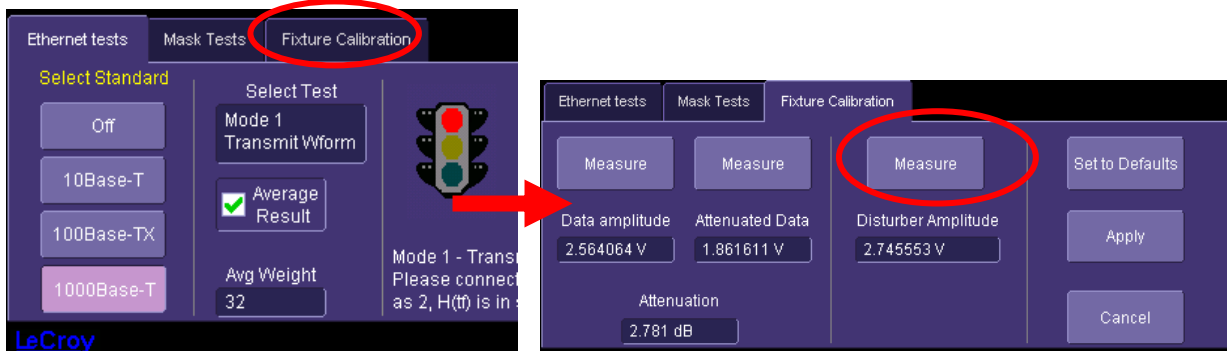 Ethernet tests
Mask Tests
Fixture Calibration
Select Standard
Off
10Base-T
100Base-TX
1000Base-T
Select Test
Mode 1
Transmit Wform
Average
Result
Avg Weight
32
Mode 1 - Trans
Please connect
as 2, H(tf) is in
LeCroy
Ethernet tests
Mask Tests
Fixture Calibration
Measure
Measure
Measure
Set to Defaults
Data amplitude
Attenuated Data
Disturber Amplitude
2.564064 V
1.861611 V
2.745553 V
Apply
Attenuation
2.781 dB
Cancel